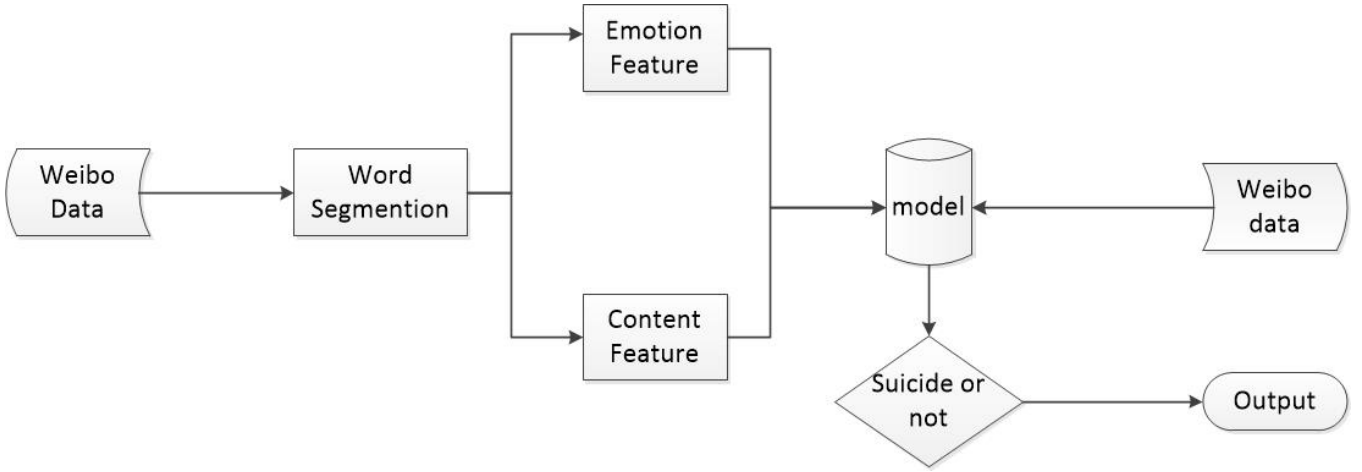 Weibo
Data
Word
Segmention
Emotion
Feature
Content
Feature
model
Weibo
data
Suicide or
not
Output